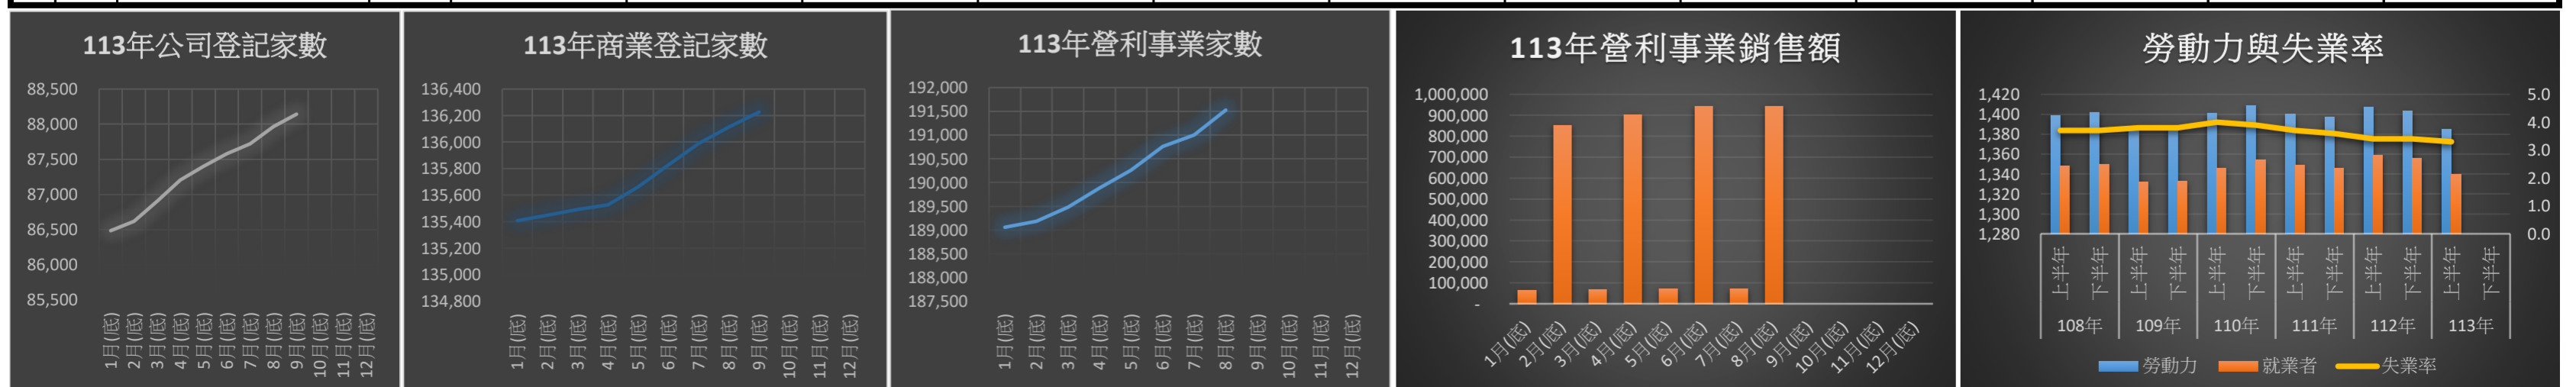 113年公司登記家數
88,500
88,000
87,500
87,000
86,500
86,000
85,500
1月(底)
2月(底)
3月(底)
4月(底)
5月(底)
6月(底)
7月(底)
8月(底)
9月(底)
10月(底)
11月(底)
12月(底)
113年商業登記家數
136,400
136,200
136,000
135,800
135,600
135,400
135,200
135,000
134,800
1月(底)
2月(底)
3月(底)
4月(底)
5月(底)
6月(底)
7月(底)
8月(底)
9月(底)
10月(底)
11月(底)
12月(底)
113年營利事業家數
192,000
191,500
191,000
190,500
190,000
189,500
189,000
188,500
188,000
187,500
1月(底)
2月(底)
3月(底)
4月(底)
5月(底)
6月(底)
7月(底)
8月(底)
9月(底)
10月(底)
11月(底)
12月(底)
113年營利事業銷售額
1,000,000
900,000
800,000
700,000
600,000
500,000
400,000
300,000
200,000
100,000
-
1月(底)
2月(底)
3月(底)
4月(底)
5月(底)
6月(底)
7月(底)
8月(底)
9月(底)
10月(底)
11月(底)
12月(底)
勞動力與失業率
1,420
1,400
1,380
1,360
1,340
1,320
1,300
1,280
5.0
4.0
3.0
2.0
1.0
0.0
上半年
下半年
上半年
下半年
上半年
下半年
上半年
下半年
上半年
下半年
上半年
下半年
108年
109年
110年
111年
112年
113年
勞動力
就業者
失業率